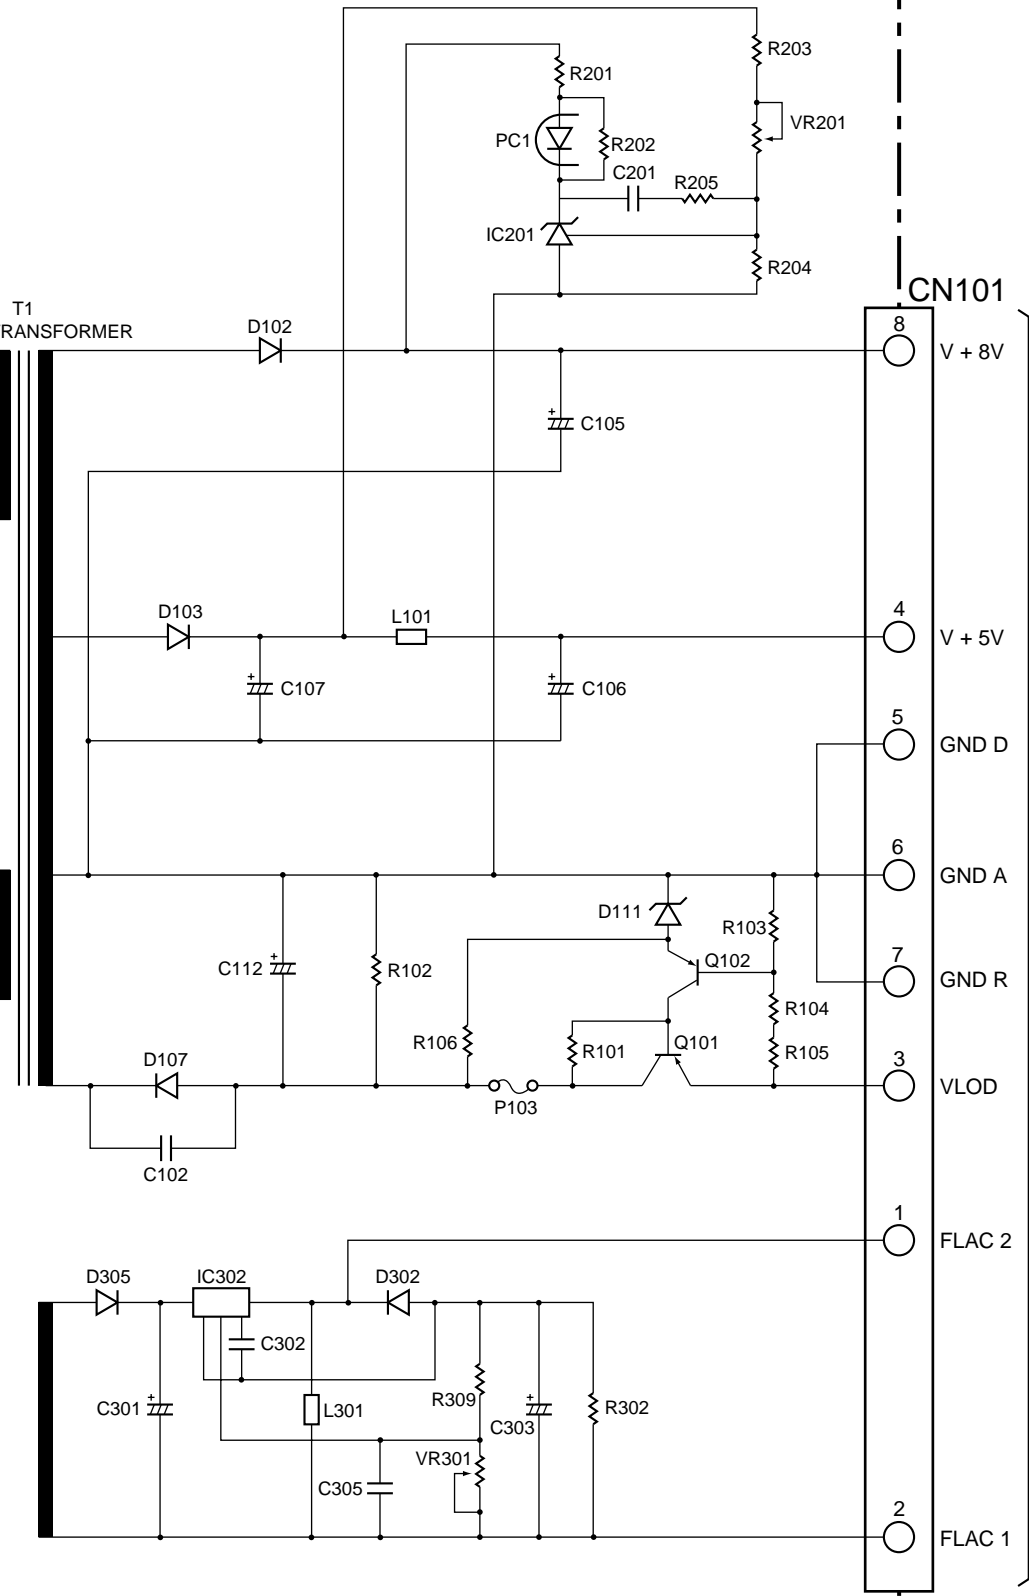 R203
R201
VR201
PC1
R202
C201
R205
IC201
R204
CN101
T1
RANSFORMER
D102
8
V + 8V
+
C105
D103
L101
4
V + 5V
+
C107
+
C106
5
GND D
6
GND A
D111
R103
7
GND R
C112
+
R102
Q102
R104
R106
R101
Q101
R105
D107
3
VLOD
P103
C102
1
FLAC 2
D305
IC302
D302
C302
C301
+
L301
R309
+
C303
R302
VR301
C305
2
FLAC 1